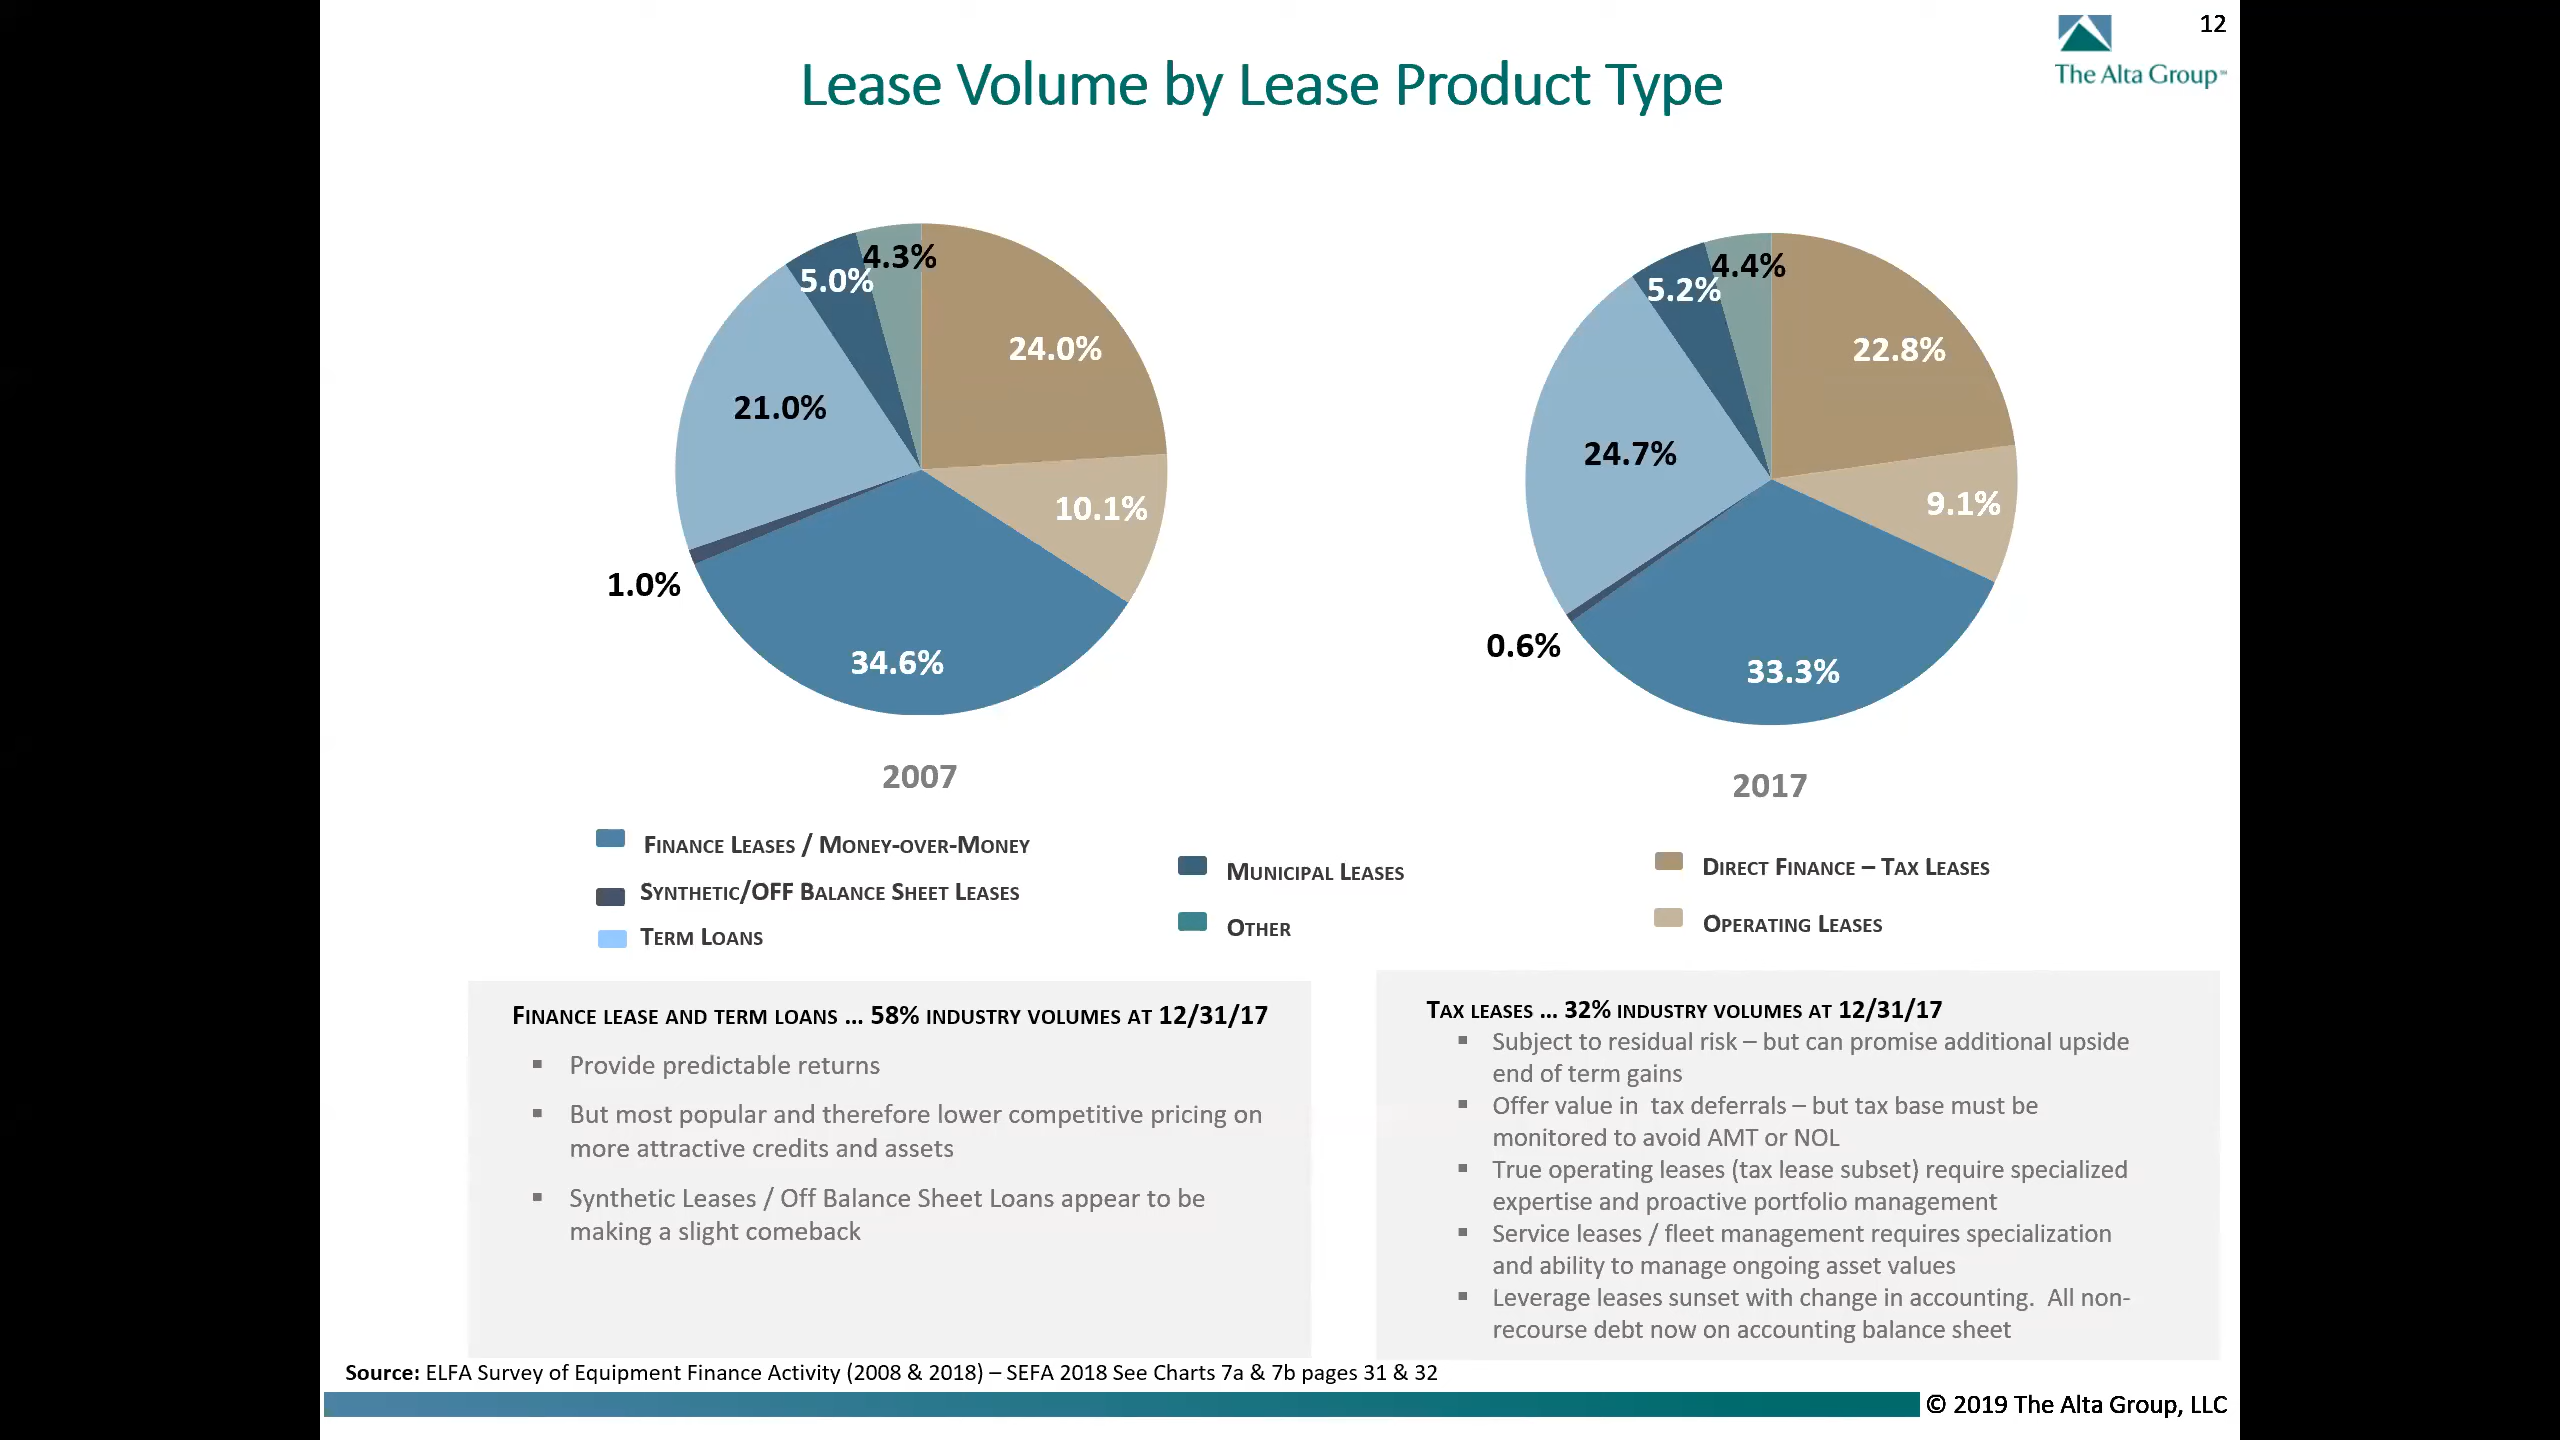 12
The Alta Group℠
Lease Volume by Lease Product Type
4.3%
5.0%
24.0%
21.0%
10.1%
1.0%
34.6%
2007
4.4%
5.2%
22.8%
24.7%
9.1%
0.6%
33.3%
2017
Finance Leases / Money-over-Money
Synthetic/OFF Balance Sheet Leases
Term Loans
Municipal Leases
Other
Direct Finance – Tax Leases
Operating Leases
Finance lease and term loans ... 58% industry volumes at 12/31/17
▪ Provide predictable returns
▪ But most popular and therefore lower competitive pricing on
more attractive credits and assets
▪ Synthetic Leases / Off Balance Sheet Loans appear to be
making a slight comeback
Tax leases ... 32% industry volumes at 12/31/17
▪ Subject to residual risk – but can promise additional upside
end of term gains
▪ Offer value in tax deferrals – but tax base must be
monitored to avoid AMT or NOL
▪ True operating leases (tax lease subset) require specialized
expertise and proactive portfolio management
▪ Service leases / fleet management requires specialization
and ability to manage ongoing asset values
▪ Leverage leases sunset with change in accounting. All non-
recourse debt now on accounting balance sheet
Source: ELFA Survey of Equipment Finance Activity (2008 & 2018) – SEFA 2018 See Charts 7a & 7b pages 31 & 32
© 2019 The Alta Group, LLC